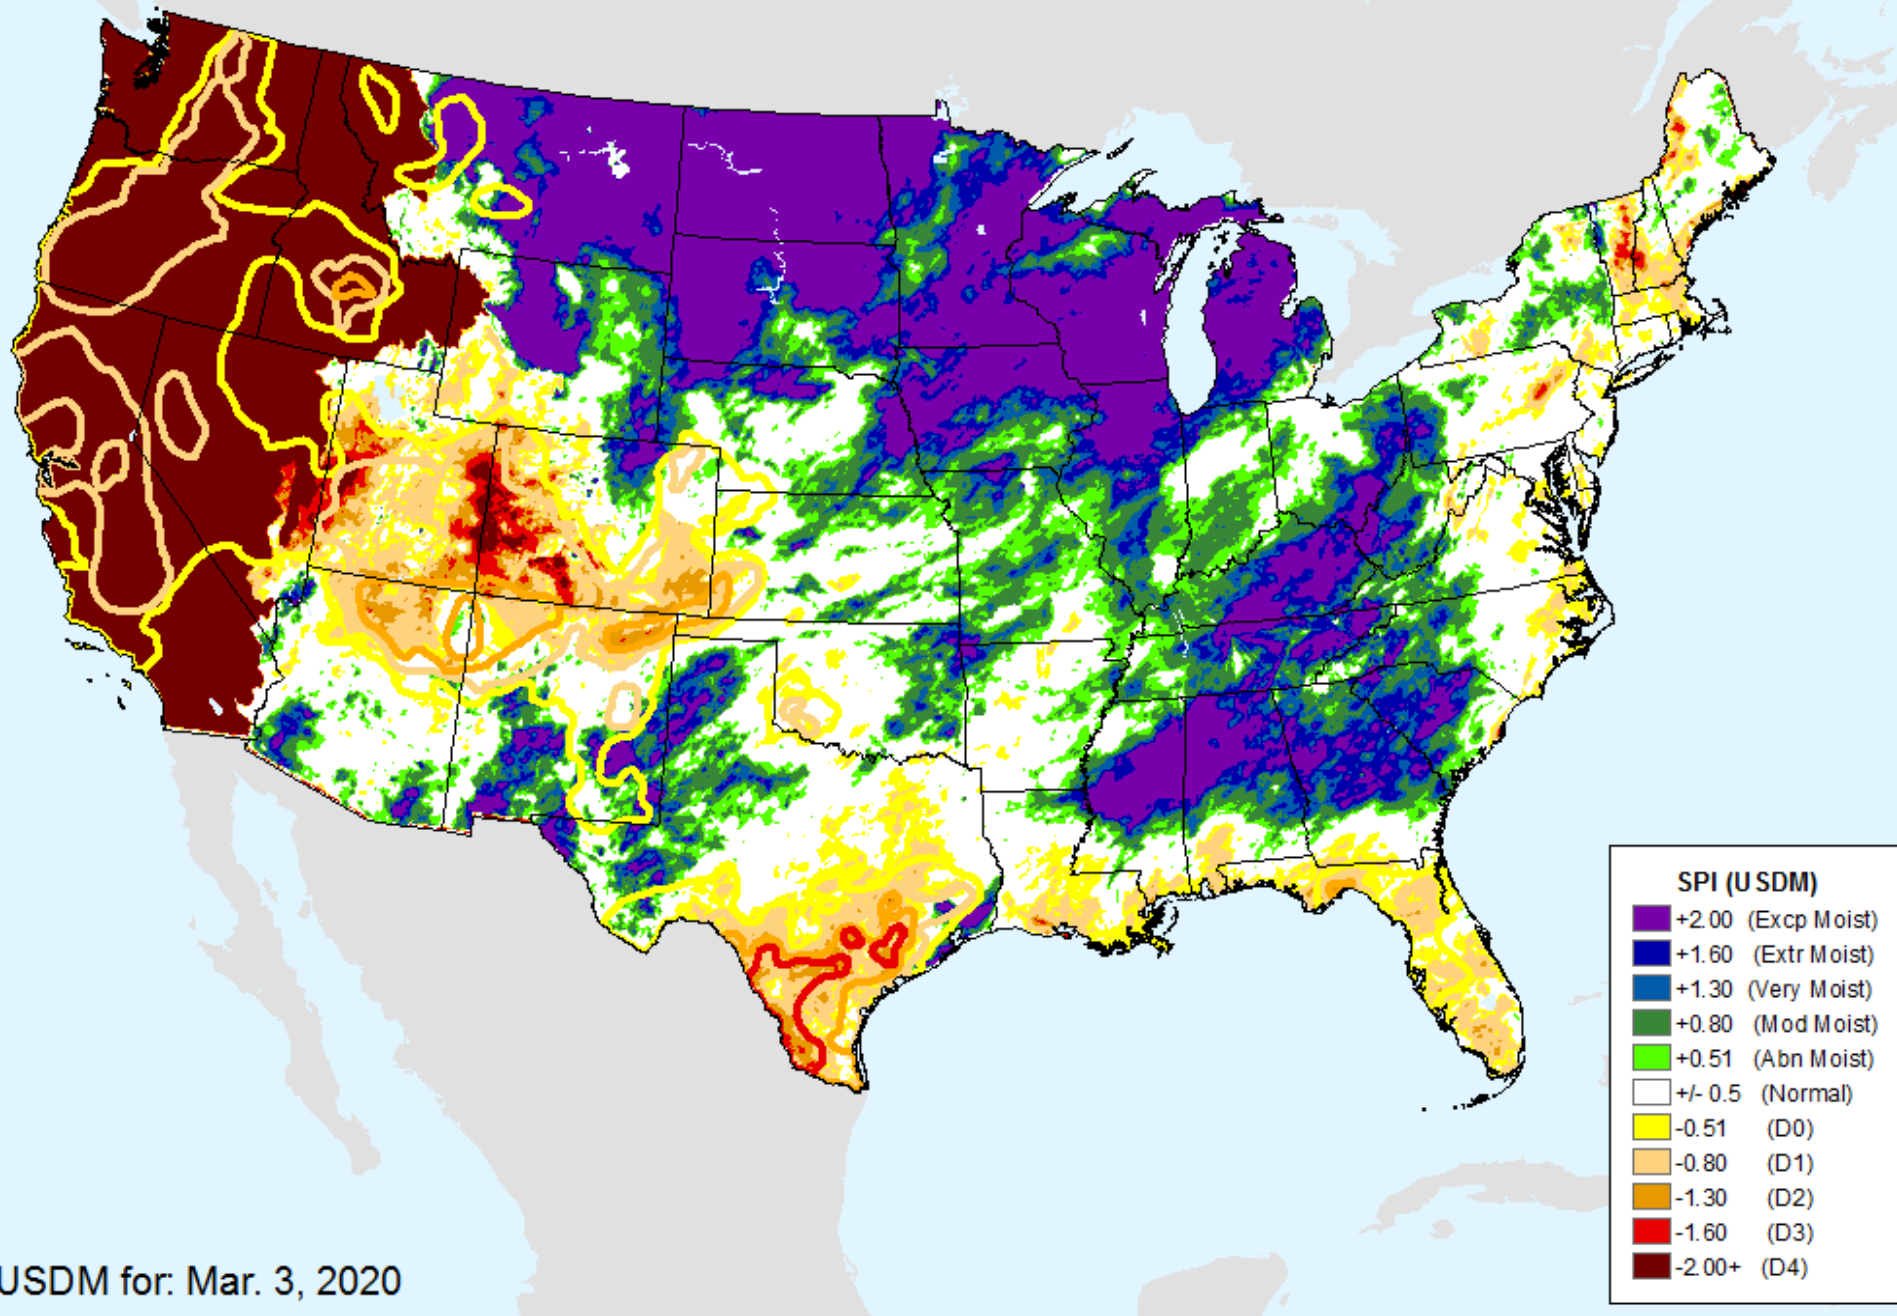 SPI (USDM)
+2.00 (Excp Moist)
+1.60 (Extr Moist)
+1.30 (Very Moist)
+0.80 (Mod Moist)
+0.51 (Abn Moist)
+/- 0.5 (Normal)
-0.51 (D0)
-0.80 (D1)
-1.30 (D2)
-1.60 (D3)
-2.00+ (D4)
USDM for: Mar. 3, 2020